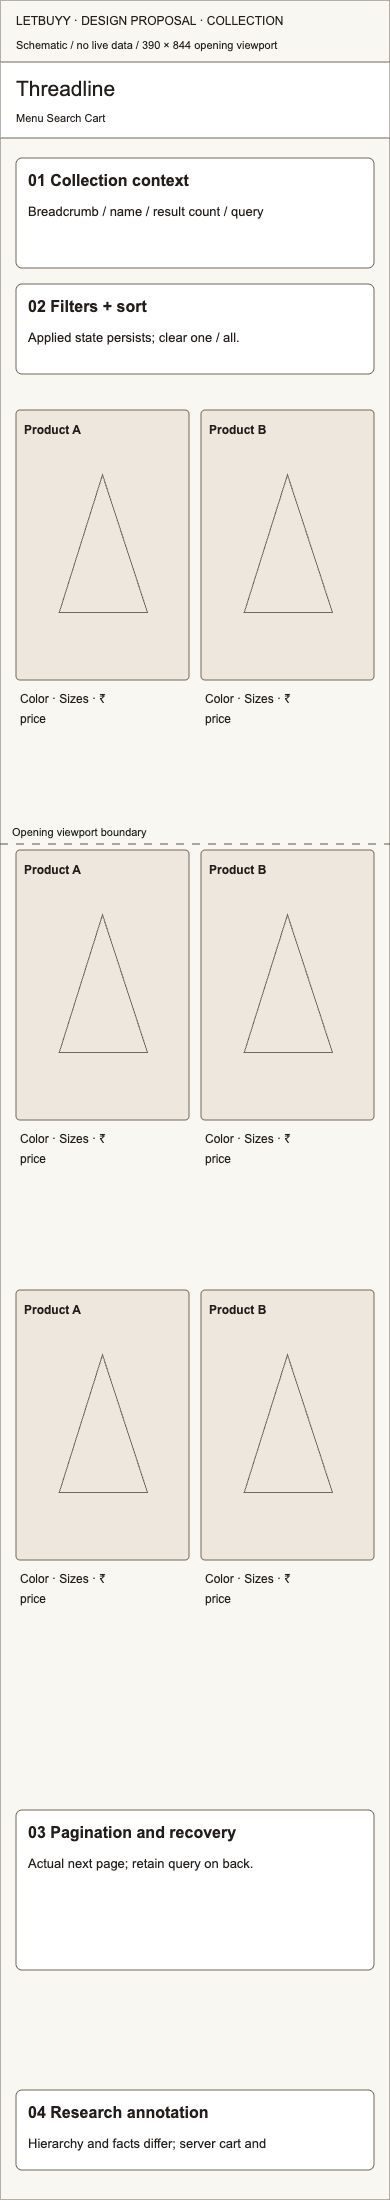 LETBUYY · DESIGN PROPOSAL · COLLECTION
Schematic / no live data / 390 × 844 opening viewport
Threadline
Menu Search Cart
01 Collection context
Breadcrumb / name / result count / query
02 Filters + sort
Applied state persists; clear one / all.
Product A
Product B
Color · Sizes · ₹
price
Color · Sizes · ₹
price
Opening viewport boundary
Product A
Product B
Color · Sizes · ₹
price
Color · Sizes · ₹
price
Product A
Product B
Color · Sizes · ₹
price
Color · Sizes · ₹
price
03 Pagination and recovery
Actual next page; retain query on back.
04 Research annotation
Hierarchy and facts differ; server cart and